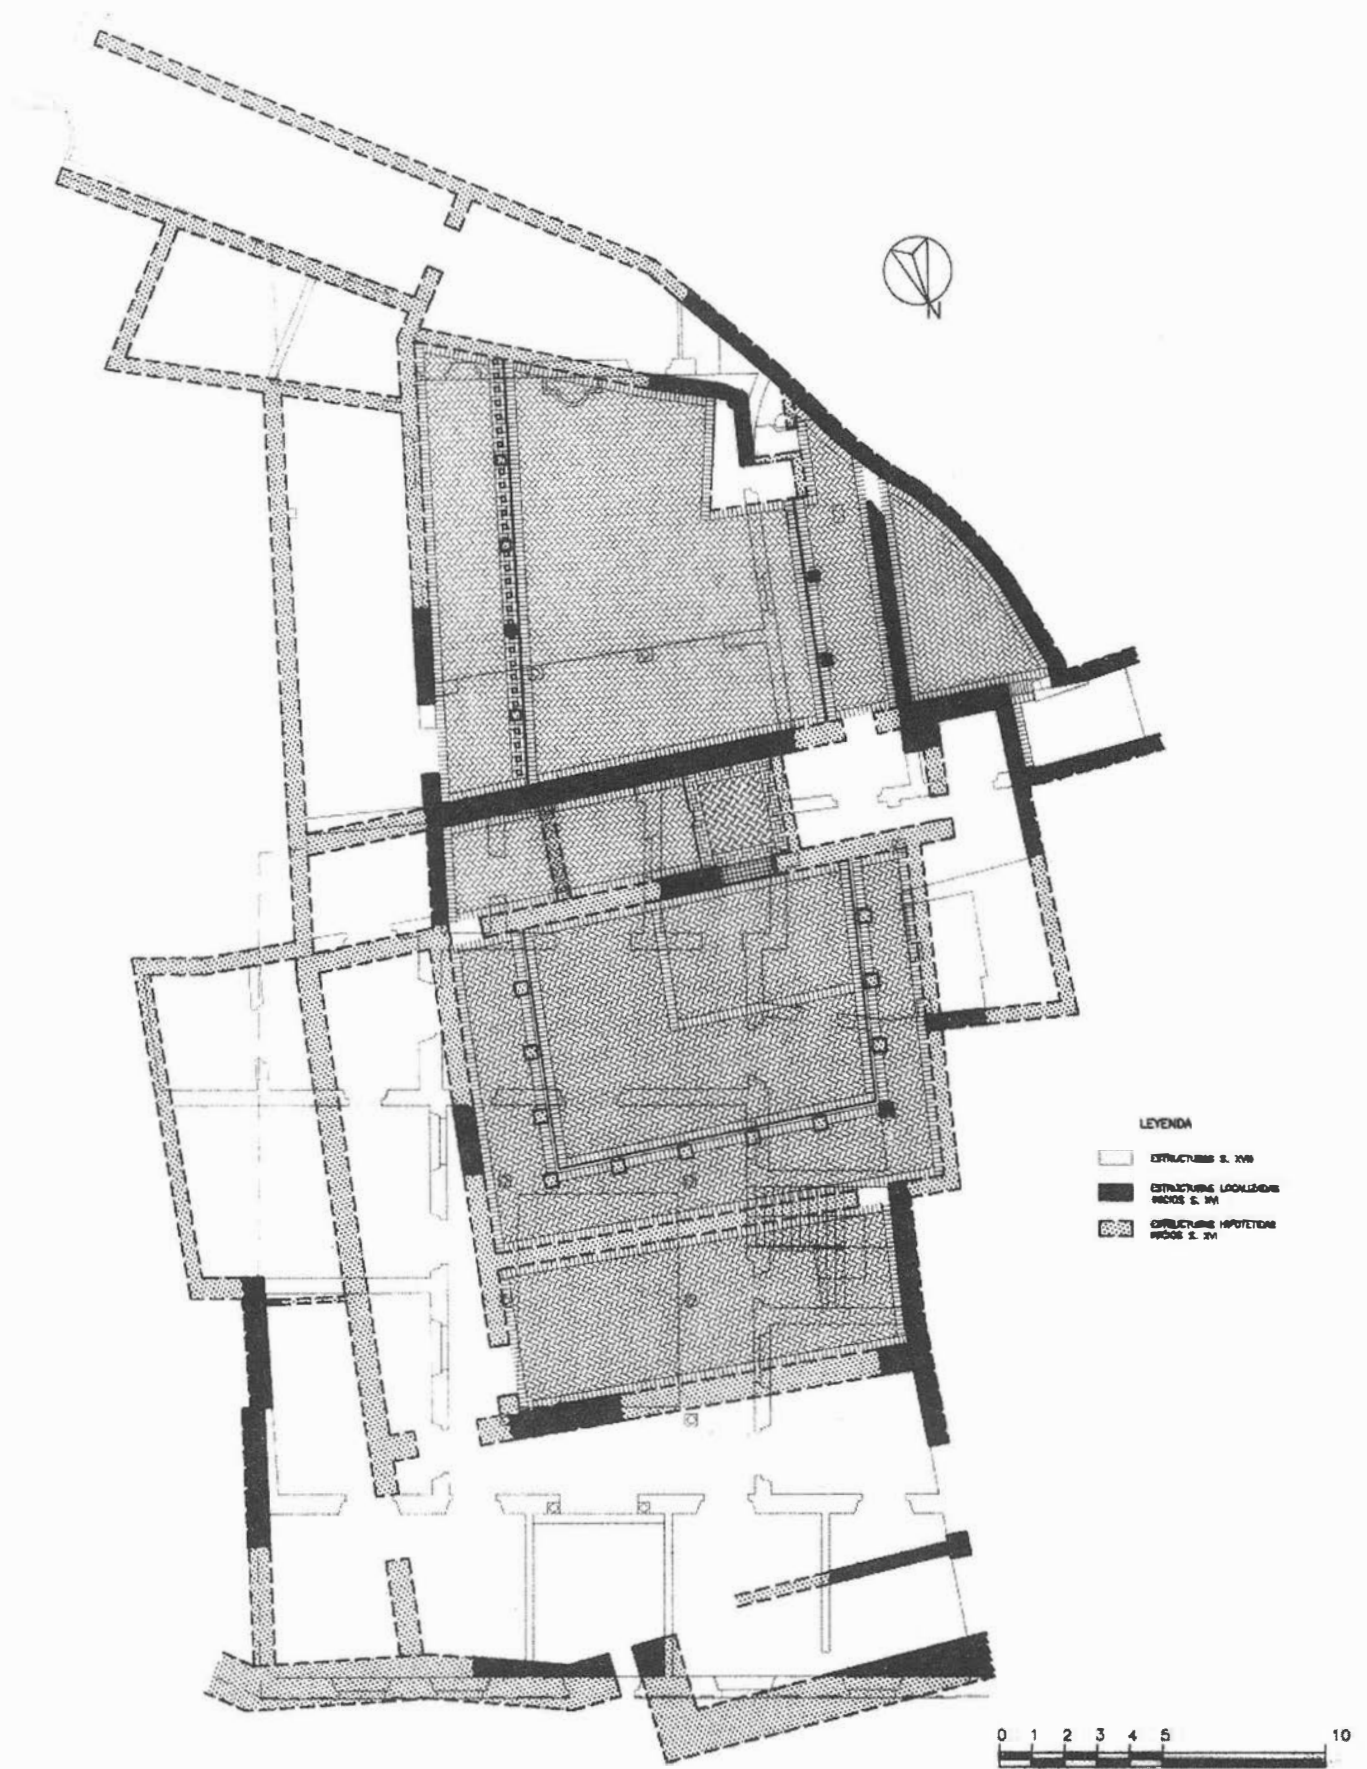 N
LEYENDA
ESTRUCTURAS S. XVIII
ESTRUCTURAS LOCALIZADAS
INICIOS S. XVI
ESTRUCTURAS HIPOTETICAS
INICIOS S. XVI
0 1 2 3 4 5 10